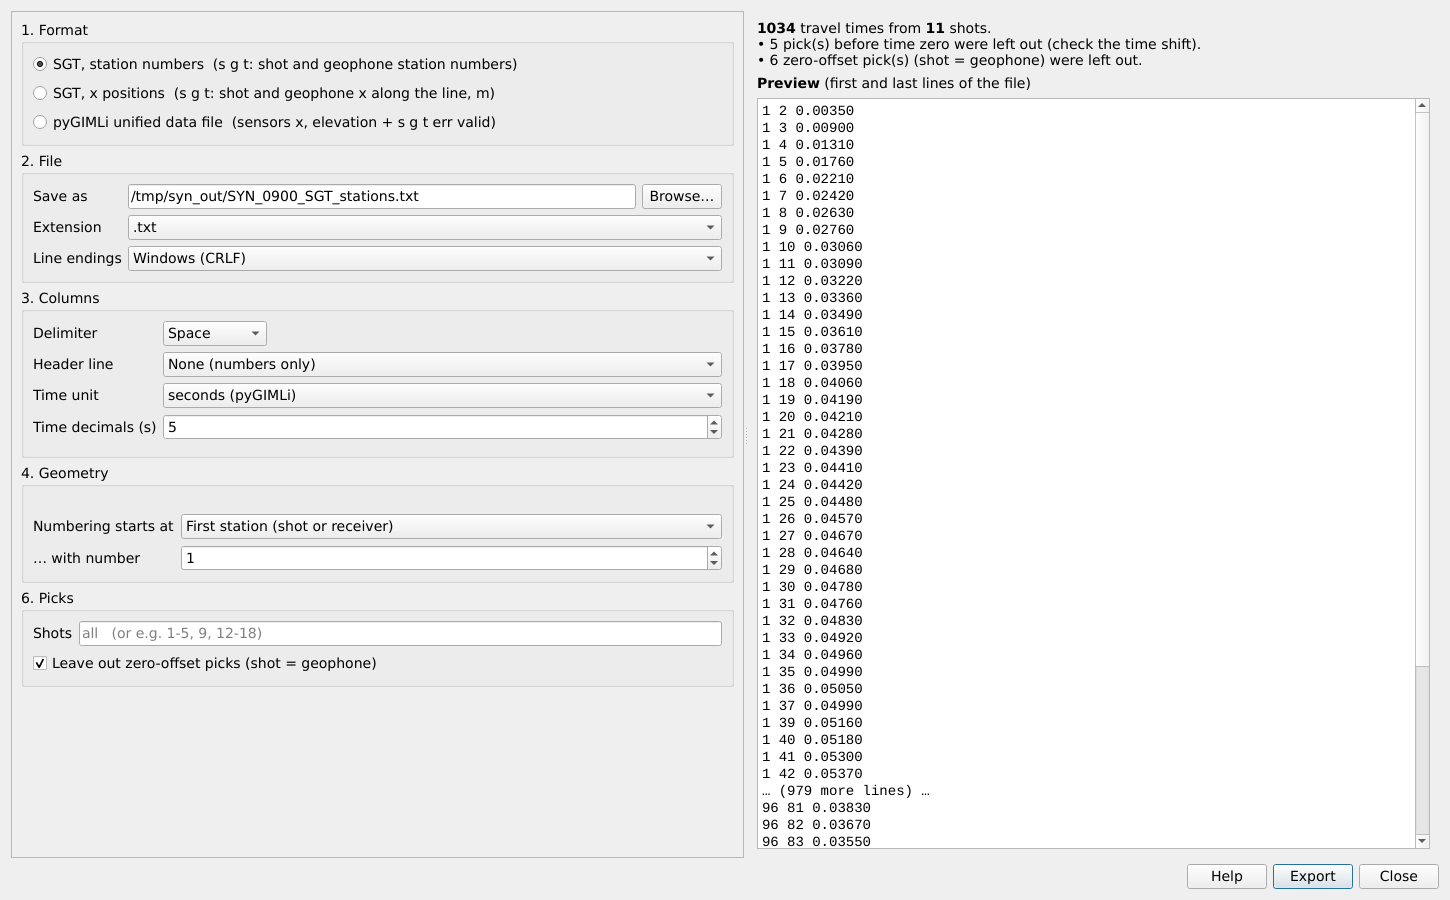 1. Format
SGT, station numbers  (s g t: shot and geophone station numbers)
SGT, x positions  (s g t: shot and geophone x along the line, m)
pyGIMLi unified data file  (sensors x, elevation + s g t err valid)
2. File
Save as /tmp/syn_out/SYN_0900_SGT_stations.txt Browse...
Extension .txt
Line endings Windows (CRLF)
3. Columns
Delimiter Space
Header line None (numbers only)
Time unit seconds (pyGIMLi)
Time decimals (s) 5
4. Geometry
Numbering starts at First station (shot or receiver)
... with number 1
6. Picks
Shots all   (or e.g. 1-5, 9, 12-18)
Leave out zero-offset picks (shot = geophone)
1034 travel times from 11 shots.
• 5 pick(s) before time zero were left out (check the time shift).
• 6 zero-offset pick(s) (shot = geophone) were left out.
Preview (first and last lines of the file)
1 2 0.00350
1 3 0.00900
1 4 0.01310
1 5 0.01760
1 6 0.02210
1 7 0.02420
1 8 0.02630
1 9 0.02760
1 10 0.03060
1 11 0.03090
1 12 0.03220
1 13 0.03360
1 14 0.03490
1 15 0.03610
1 16 0.03780
1 17 0.03950
1 18 0.04060
1 19 0.04190
1 20 0.04210
1 21 0.04280
1 22 0.04390
1 23 0.04410
1 24 0.04420
1 25 0.04480
1 26 0.04570
1 27 0.04670
1 28 0.04640
1 29 0.04680
1 30 0.04780
1 31 0.04760
1 32 0.04830
1 33 0.04920
1 34 0.04960
1 35 0.04990
1 36 0.05050
1 37 0.04990
1 39 0.05160
1 40 0.05180
1 41 0.05300
1 42 0.05370
… (979 more lines) …
96 81 0.03830
96 82 0.03670
96 83 0.03550
Help Export Close